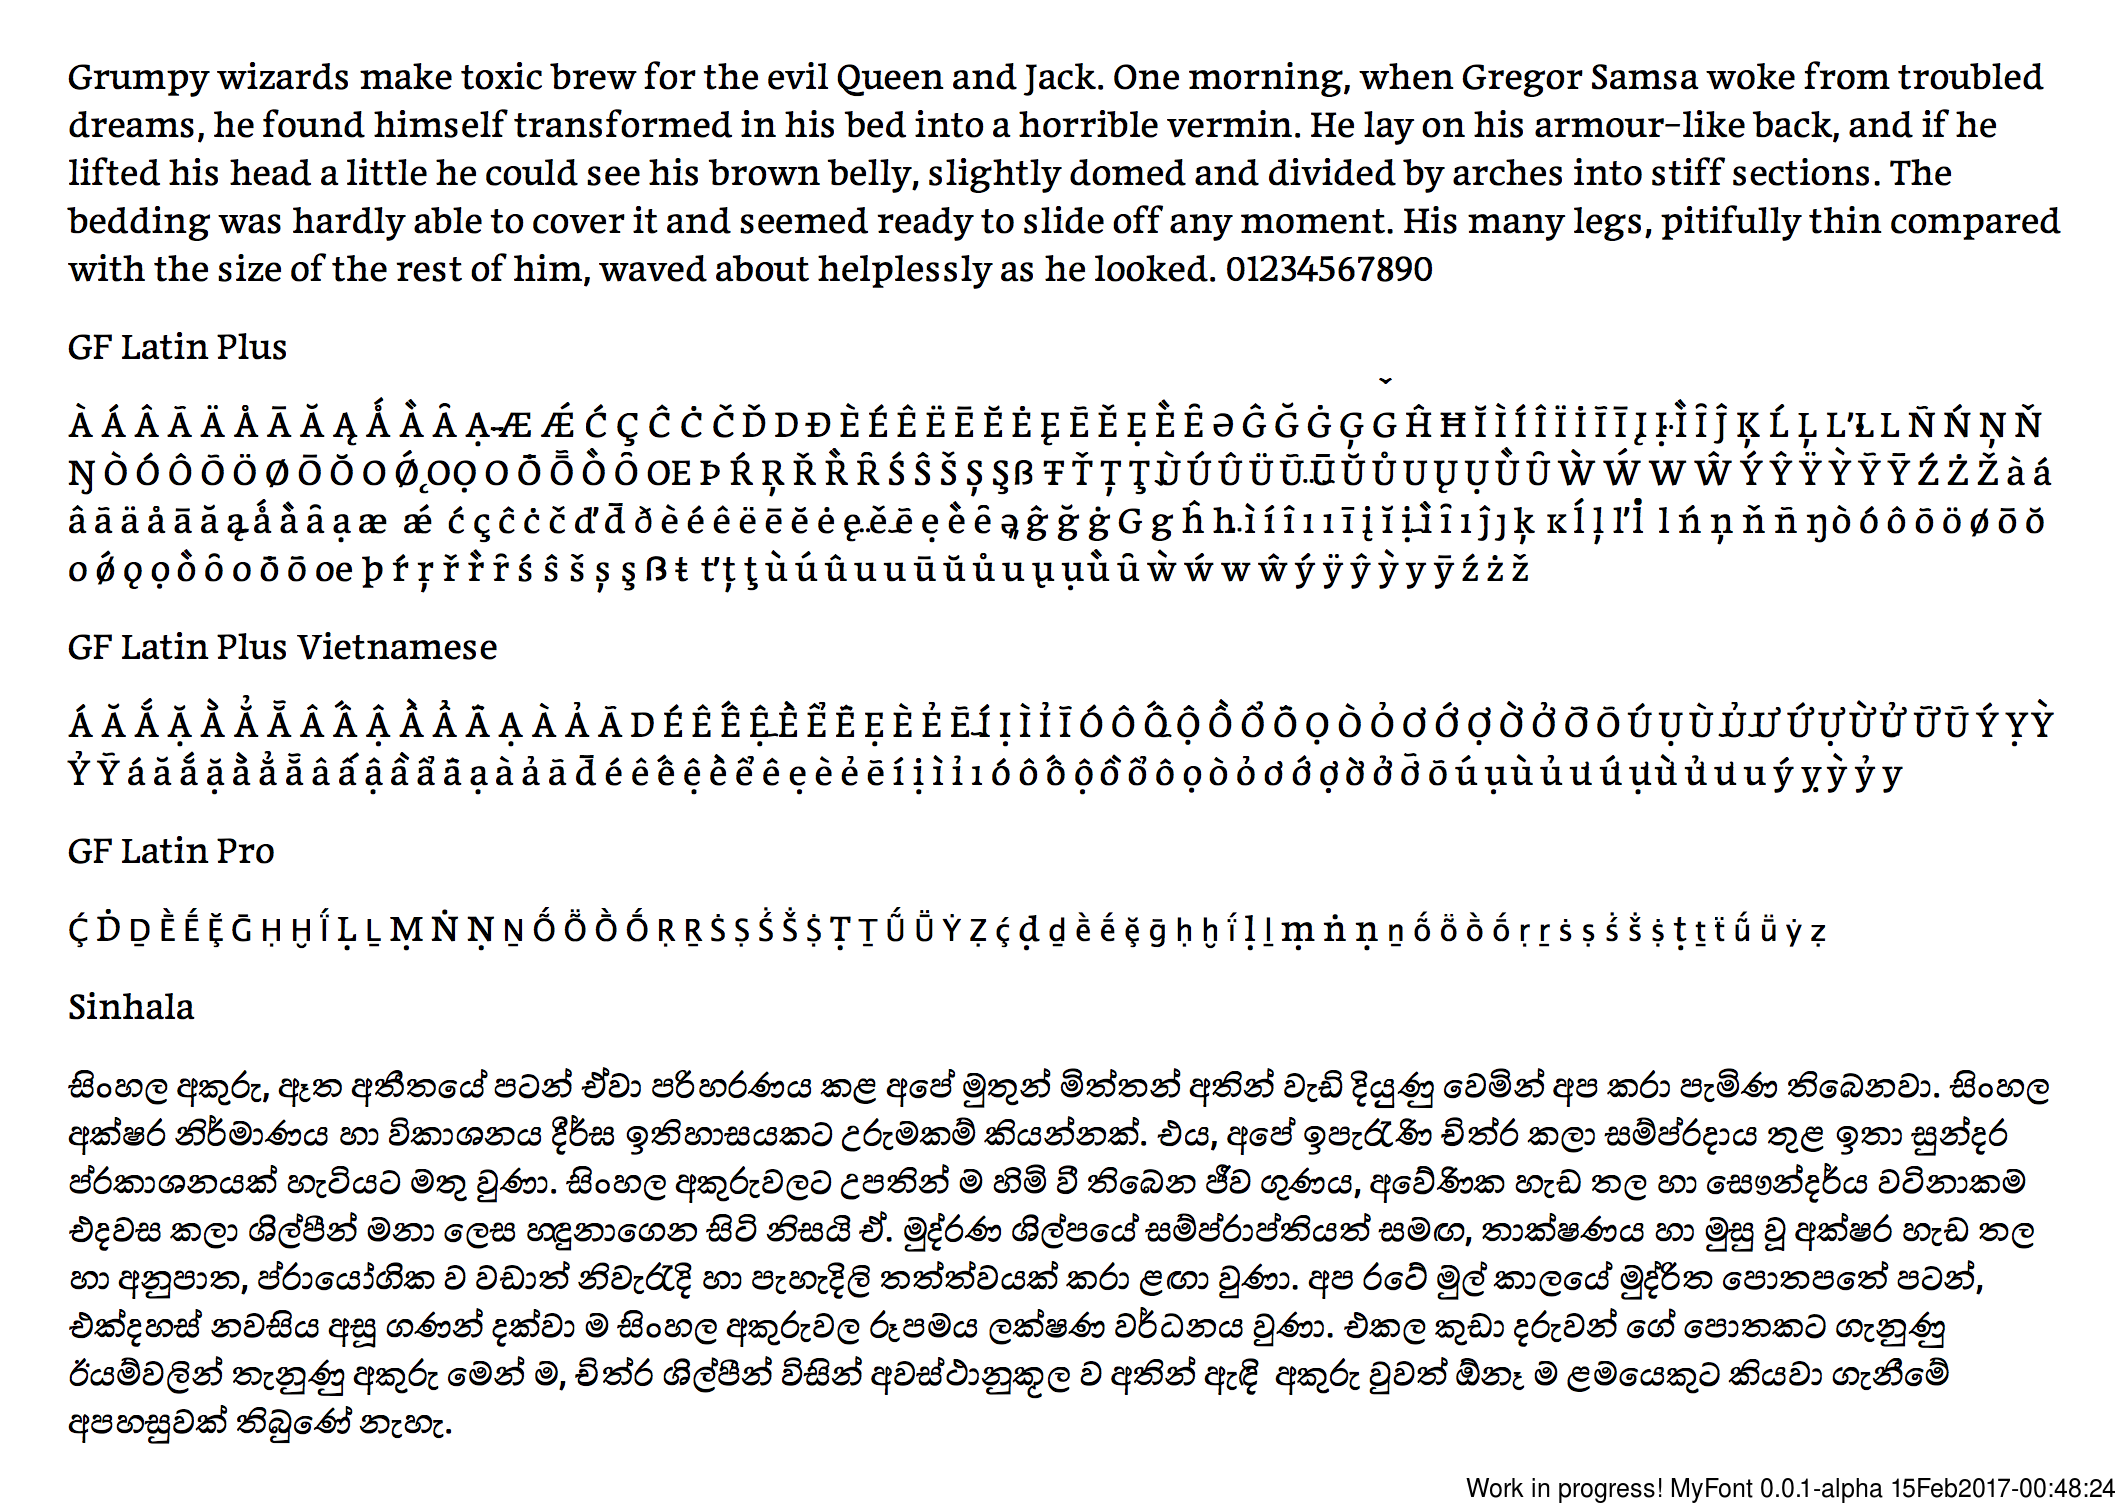 Grumpy wizards make toxic brew for the evil Queen and Jack. One morning, when Gregor Samsa woke from troubled
dreams, he found himself transformed in his bed into a horrible vermin. He lay on his armour-like back, and if he
lifted his head a little he could see his brown belly, slightly domed and divided by arches into stiff sections. The
bedding was hardly able to cover it and seemed ready to slide off any moment. His many legs, pitifully thin compared
with the size of the rest of him, waved about helplessly as he looked. 01234567890
GF Latin Plus
À Á Â Ã Ä Å Ā Ă Ą Ǻ Ȁ Ȃ Ạ Æ Ǽ Ć Ç Ĉ Ċ Č Ď D Đ È É Ê Ë Ē Ĕ Ė Ę Ẽ Ě Ẹ Ȅ Ȇ Ə Ĝ Ğ Ġ Ģ Ǧ Ĥ Ħ Ĭ Ì Í Î Ï İ Ĩ Ī Į Ị Ȉ Ȋ Ĵ Ķ Ĺ Ļ Ľ Ŀ L Ñ Ń Ņ Ň
Ŋ Ò Ó Ô Õ Ö Ø Ō Ŏ O Ǿ Ǫ Ọ O Ȫ Ȭ Ȍ Ȏ Œ Þ Ŕ Ŗ Ř Ȑ Ȓ Ś Ŝ Š Ș Ş ẞ Ŧ Ť Ț Ţ Ù Ú Û Ü Ũ Ū Ŭ Ů U Ų Ụ Ȕ Ȗ Ẁ Ẃ W Ŵ Ý Ŷ Ÿ Ỳ Ỹ Ȳ Ź Ż Ž à á
â ã ä å ā ă ą ǻ ȁ ȃ ạ æ ǽ ć ç ĉ ċ č ď đ ð è é ê ë ē ĕ ė ę ě ẽ ẹ ȅ ȇ ə ĝ ğ ġ G g ĥ h ì í î ı ı ī į ĭ ị ȉ ȋ ı ĵ ȷ ķ ĸ ĺ ļ ľ ŀ l ń ņ ň ñ ŋ ò ó ô õ ö ø ō ŏ
o ǿ ǫ ọ ȍ ȏ o ȫ ȭ œ þ ŕ ŗ ř ȑ ȓ ś ŝ š ș ş ß ŧ ť ț ţ ù ú û u u ū ŭ ů u ų ụ ȕ ȗ ẁ ẃ w ŵ ý ÿ ŷ ỳ y ȳ ź ż ž
GF Latin Plus Vietnamese
Á Ă Ắ Ặ Ằ Ẳ Ẵ Â Ấ Ậ Ầ Ẩ Ẫ Ạ À Ả Ã D É Ê Ế Ệ Ề Ể Ễ Ẹ È Ẻ Ẽ Í Ị Ì Ỉ Ĩ Ó Ô Ố Ộ Ồ Ổ Ỗ Ọ Ò Ỏ Ơ Ớ Ợ Ờ Ở Ỡ Õ Ú Ụ Ù Ủ Ư Ứ Ự Ừ Ử Ữ Ũ Ý Ỵ Ỳ
Ỷ Ỹ á ă ắ ặ ằ ẳ ẵ â ấ ậ ầ ẩ ẫ ạ à ả ã đ é ê ế ệ ề ể ê ẹ è ẻ ẽ í ị ì ỉ ı ó ô ố ộ ồ ổ ô ọ ò ỏ ơ ớ ợ ờ ở ỡ õ ú ụ ù ủ ư ứ ự ừ ử u u ý ỵ ỳ ỷ y
GF Latin Pro
Ḉ Ḋ Ḏ Ḕ Ḗ Ḝ Ḡ Ḥ Ḫ Ḯ Ḷ Ḻ Ṃ Ṅ Ṇ Ṉ Ṍ Ṏ Ṑ Ṓ Ṛ Ṟ Ṡ Ṣ Ṥ Ṧ Ṩ Ṭ Ṯ Ṹ Ṻ Ẏ Ẓ ḉ ḍ ḏ ḕ ḗ ḝ ḡ ḥ ḫ ḯ ḷ ḻ ṃ ṅ ṇ ṉ ṍ ṏ ṑ ṓ ṛ ṟ ṡ ṣ ṥ ṧ ṩ ṭ ṯ ẗ ṹ ṻ ẏ ẓ
Sinhala
සිංහල අකුරු, ඈත අතීතයේ පටන් ඒවා පරිහරණය කළ අපේ මුතුන් මිත්තන් අතින් වැඩි දියුණු වෙමින් අප කරා පැමිණ තිබෙනවා. සිංහල
අක්ෂර නිර්මාණය හා විකාශනය දීර්ඝ ඉතිහාසයකට උරුමකම් කියන්නක්. එය, අපේ ඉපැරැණි චිත්ර කලා සම්ප්රදාය තුළ ඉතා සුන්දර
ප්රකාශනයක් හැටියට මතු වුණා. සිංහල අකුරුවලට උපතින් ම හිමි වී තිබෙන ජීව ගුණය, අවේණික හැඩ තල හා සෞන්දර්ය වටිනාකම
එදවස කලා ශිල්පීන් මනා ලෙස හඳුනාගෙන සිටි නිසයි ඒ. මුද්රණ ශිල්පයේ සම්ප්රාප්තියත් සමඟ, තාක්ෂණය හා මුසු වූ අක්ෂර හැඩ තල
හා අනුපාත, ප්රායෝගික ව වඩාත් නිවැරැදි හා පැහැදිලි තත්ත්වයක් කරා ළඟා වුණා. අප රටේ මුල් කාලයේ මුද්රිත පොතපතේ පටන්,
එක්දහස් නවසිය අසූ ගණන් දක්වා ම සිංහල අකුරුවල රූපමය ලක්ෂණ වර්ධනය වුණා. එකල කුඩා දරුවන් ගේ පොතකට ගැනුණු
ඊයම්වලින් තැනුණු අකුරු මෙන් ම, චිත්ර ශිල්පීන් විසින් අවස්ථානුකූල ව අතින් ඇඳි අකුරු වුවත් ඕනෑ ම ළමයෙකුට කියවා ගැනීමේ
අපහසුවක් තිබුණේ නැහැ.
Work in progress! MyFont 0.0.1-alpha 15Feb2017-00:48:24